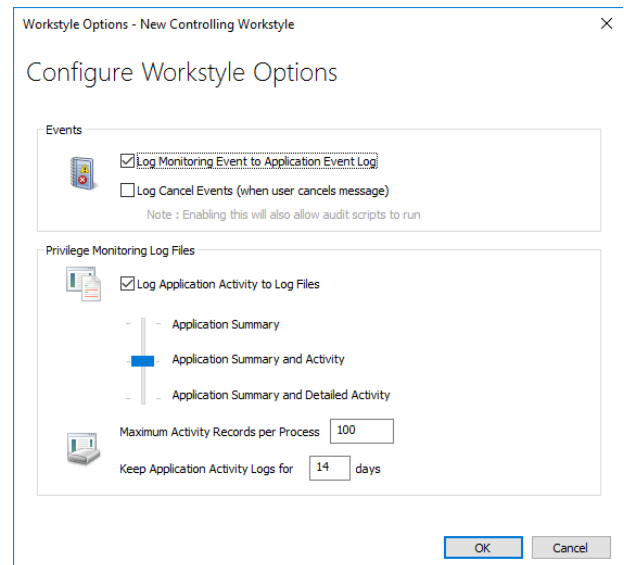 Workstyle Options - New Controlling Workstyle
Configure Workstyle Options
Events
Log Monitoring Event to Application Event Log
Log Cancel Events (when user cancels message)
Note : Enabling this will also allow audit scripts to run
Privilege Monitoring Log Files
Log Application Activity to Log Files
Application Summary
Application Summary and Activity
Application Summary and Detailed Activity
Maximum Activity Records per Process 100
Keep Application Activity Logs for 14 days
OK Cancel